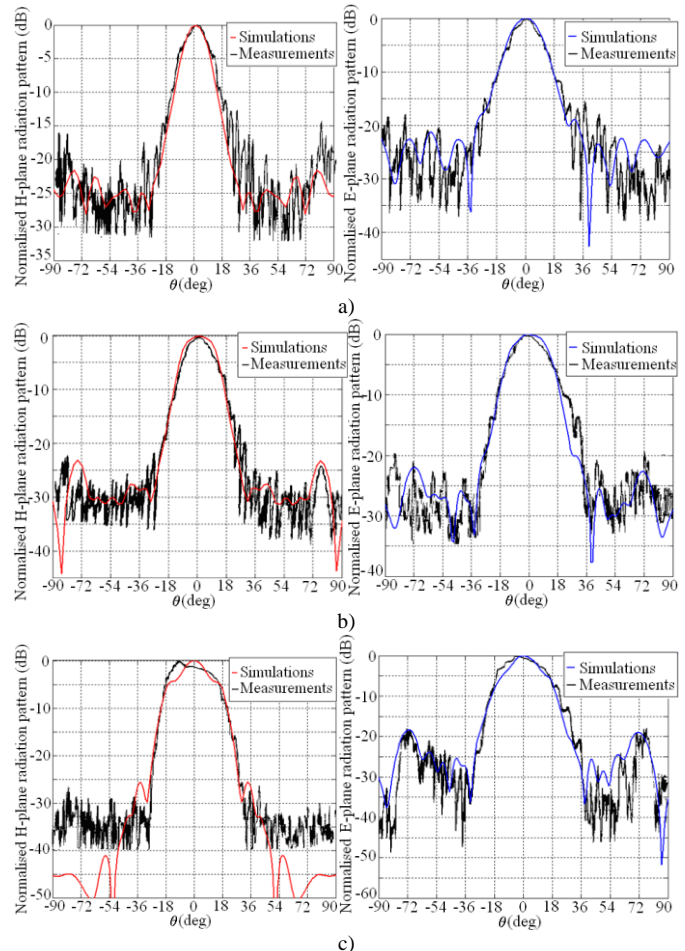 Normalised H-plane radiation pattern (dB)
0
-5
-10
-15
-20
-25
-30
-35
-90 -72 -54 -36 -18 0 18 36 54 72 90
θ(deg)
Simulations
Measurements
Normalised E-plane radiation pattern (dB)
0
-10
-20
-30
-40
-90 -72 -54 -36 -18 0 18 36 54 72 90
θ(deg)
Simulations
Measurements
a)
Normalised H-plane radiation pattern (dB)
0
-10
-20
-30
-40
-90 -72 -54 -36 -18 0 18 36 54 72 90
θ(deg)
Simulations
Measurements
Normalised E-plane radiation pattern (dB)
0
-10
-20
-30
-40
-90 -72 -54 -36 -18 0 18 36 54 72 90
θ(deg)
Simulations
Measurements
b)
Normalised H-plane radiation pattern (dB)
0
-10
-20
-30
-40
-50
-90 -72 -54 -36 -18 0 18 36 54 72 90
θ(deg)
Simulations
Measurements
Normalised E-plane radiation pattern (dB)
0
-10
-20
-30
-40
-50
-60
-90 -72 -54 -36 -18 0 18 36 54 72 90
θ(deg)
Simulations
Measurements
c)